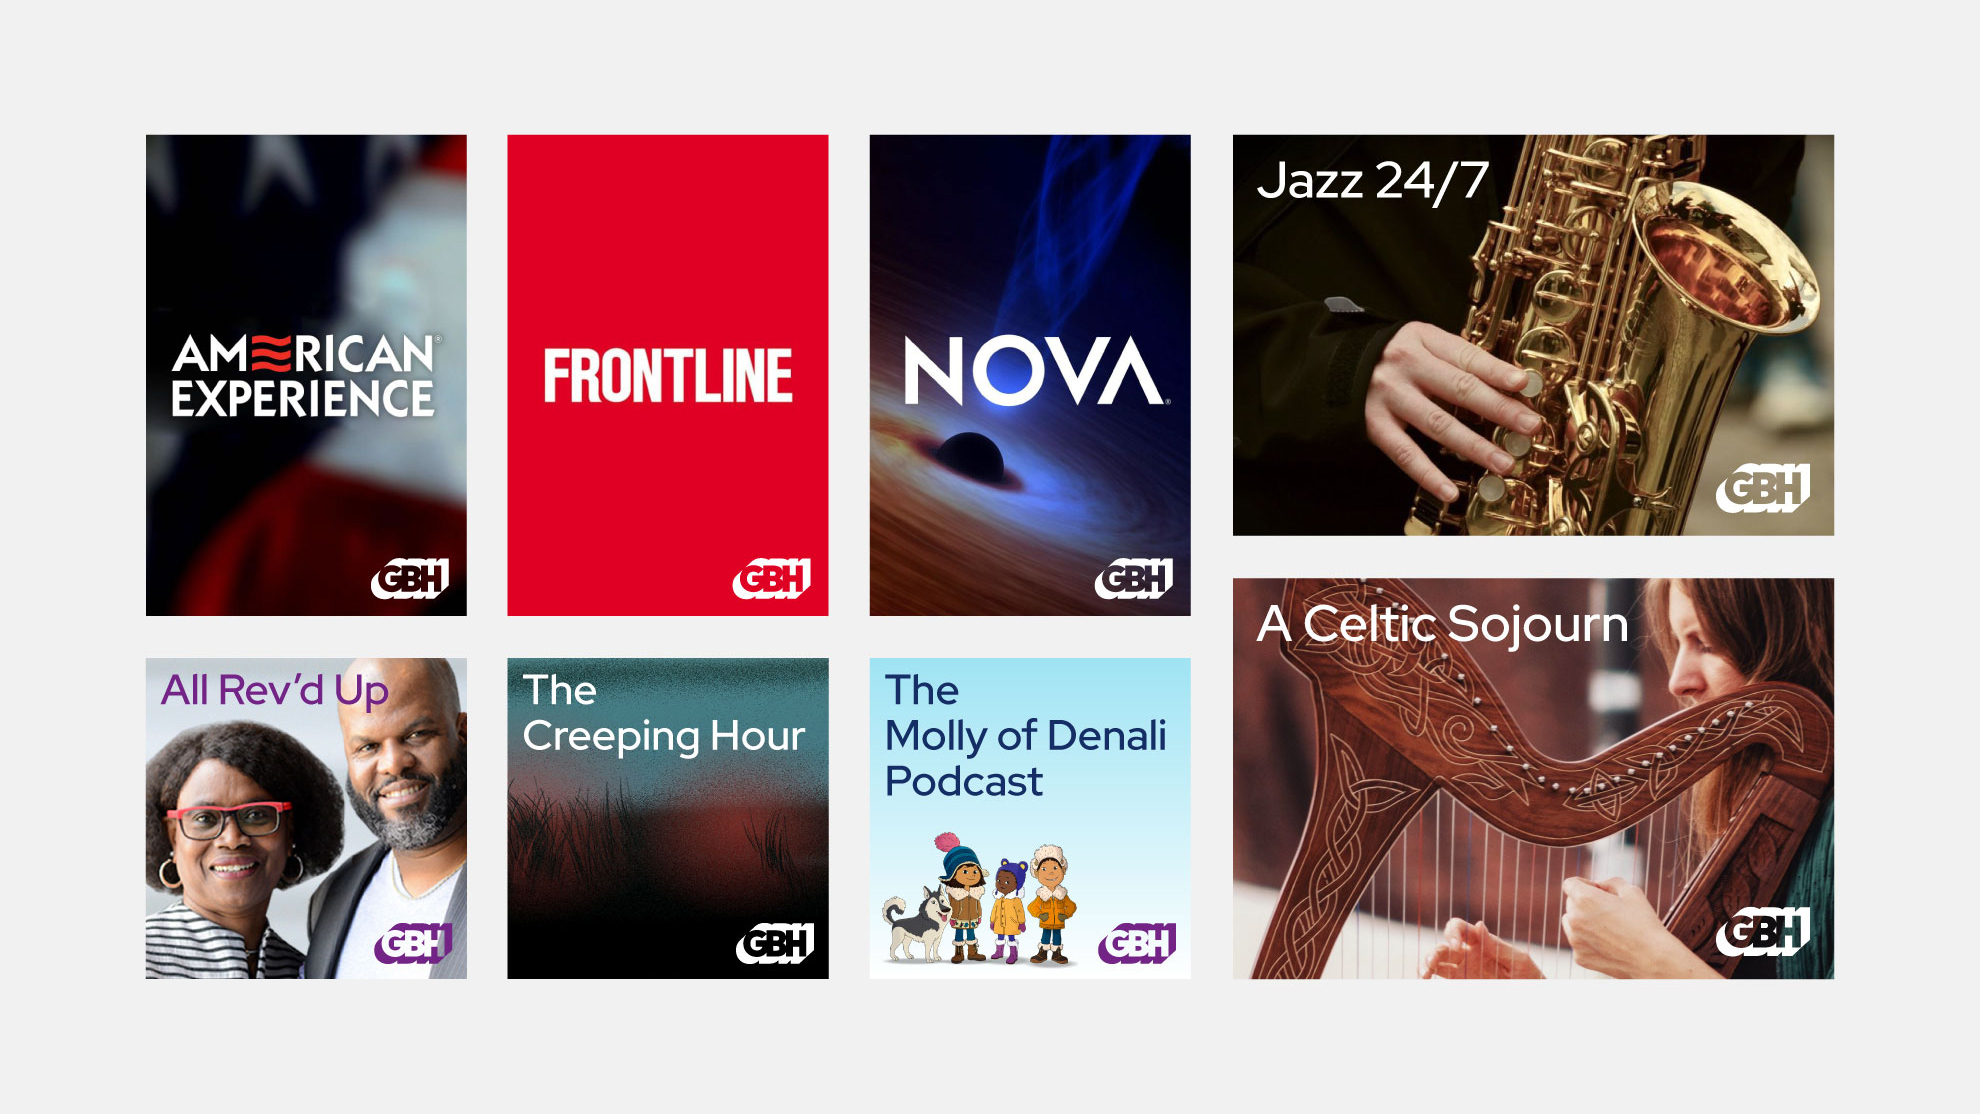 AMERICAN®
EXPERIENCE
GBH
FRONTLINE
GBH
NOVA®
GBH
Jazz 24/7
GBH
All Rev’d Up
GBH
The
Creeping Hour
GBH
The
Molly of Denali
Podcast
GBH
A Celtic Sojourn
GBH